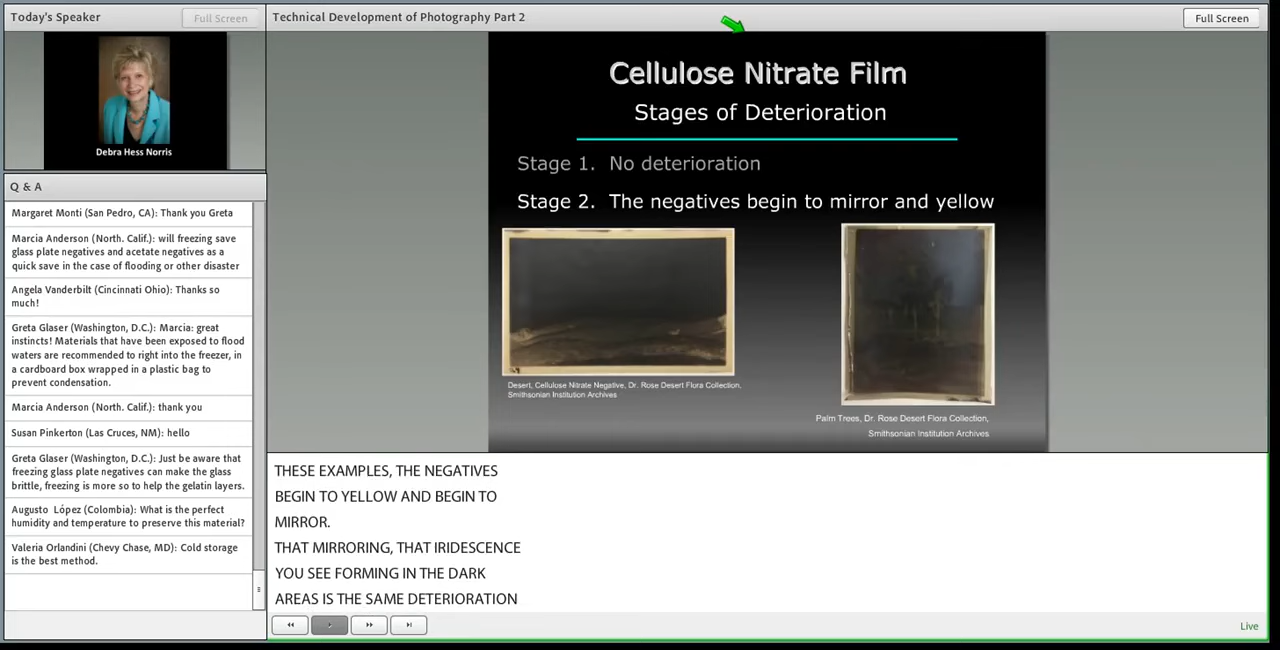 Today's Speaker
Full Screen
Debra Hess Norris
Q & A
Margaret Monti (San Pedro, CA): Thank you Greta
Marcia Anderson (North. Calif.): will freezing save
glass plate negatives and acetate negatives as a
quick save in the case of flooding or other disaster
Angela Vanderbilt (Cincinnati Ohio): Thanks so
much!
Greta Glaser (Washington, D.C.): Marcia: great
instincts! Materials that have been exposed to flood
waters are recommended to right into the freezer, in
a cardboard box wrapped in a plastic bag to
prevent condensation.
Marcia Anderson (North. Calif.): thank you
Susan Pinkerton (Las Cruces, NM): hello
Greta Glaser (Washington, D.C.): Just be aware that
freezing glass plate negatives can make the glass
brittle, freezing is more so to help the gelatin layers.
Augusto López (Colombia): What is the perfect
humidity and temperature to preserve this material?
Valeria Orlandini (Chevy Chase, MD): Cold storage
is the best method.
Technical Development of Photography Part 2
Full Screen
Cellulose Nitrate Film
Stages of Deterioration
Stage 1. No deterioration
Stage 2. The negatives begin to mirror and yellow
Desert, Cellulose Nitrate Negative, Dr. Rose Desert Flora Collection,
Smithsonian Institution Archives
Palm Trees, Dr. Rose Desert Flora Collection,
Smithsonian Institution Archives
THESE EXAMPLES, THE NEGATIVES
BEGIN TO YELLOW AND BEGIN TO
MIRROR.
THAT MIRRORING, THAT IRIDESCENCE
YOU SEE FORMING IN THE DARK
AREAS IS THE SAME DETERIORATION
Live